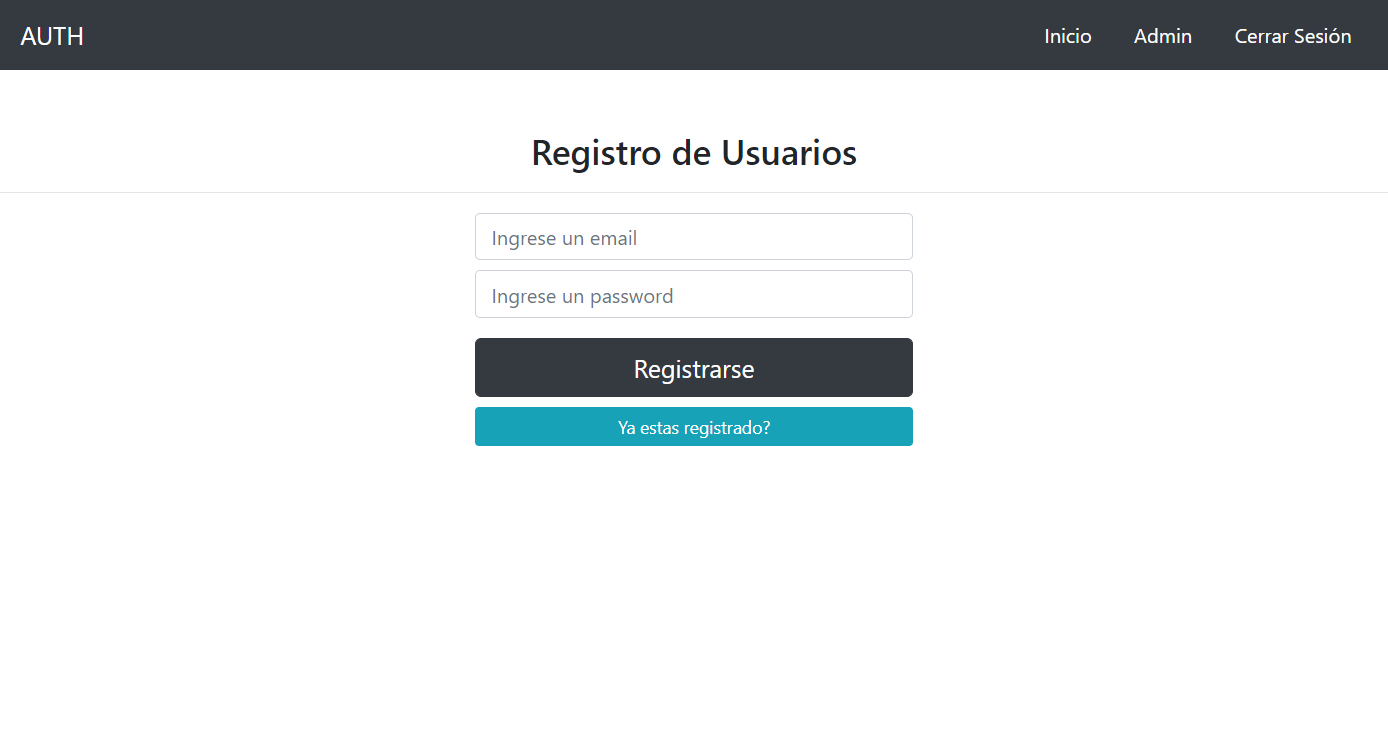 AUTH Inicio Admin Cerrar Sesión
Registro de Usuarios
Ingrese un email
Ingrese un password
Registrarse
Ya estas registrado?